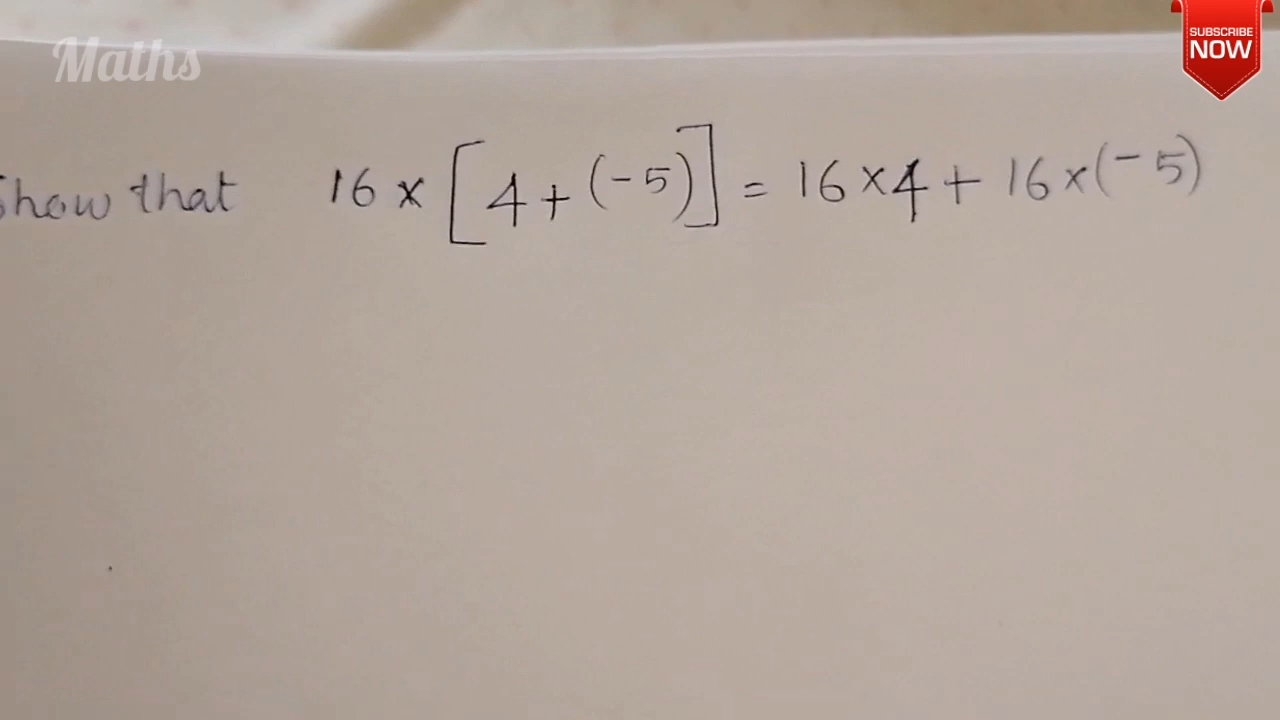 Maths
SUBSCRIBE
NOW
Show that 16 × [4 + (-5)] = 16 × 4 + 16 × (-5)